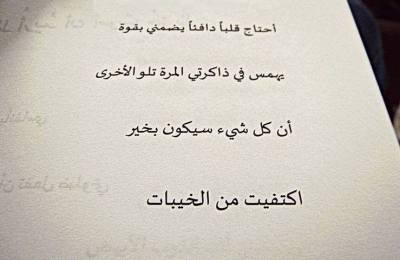 أحتاج قلباً دافئاً يضمني بقوة
يهمس في ذاكرتي المرة تلو الأخرى
أن كل شيء سيكون بخير
اكتفيت من الخيبات